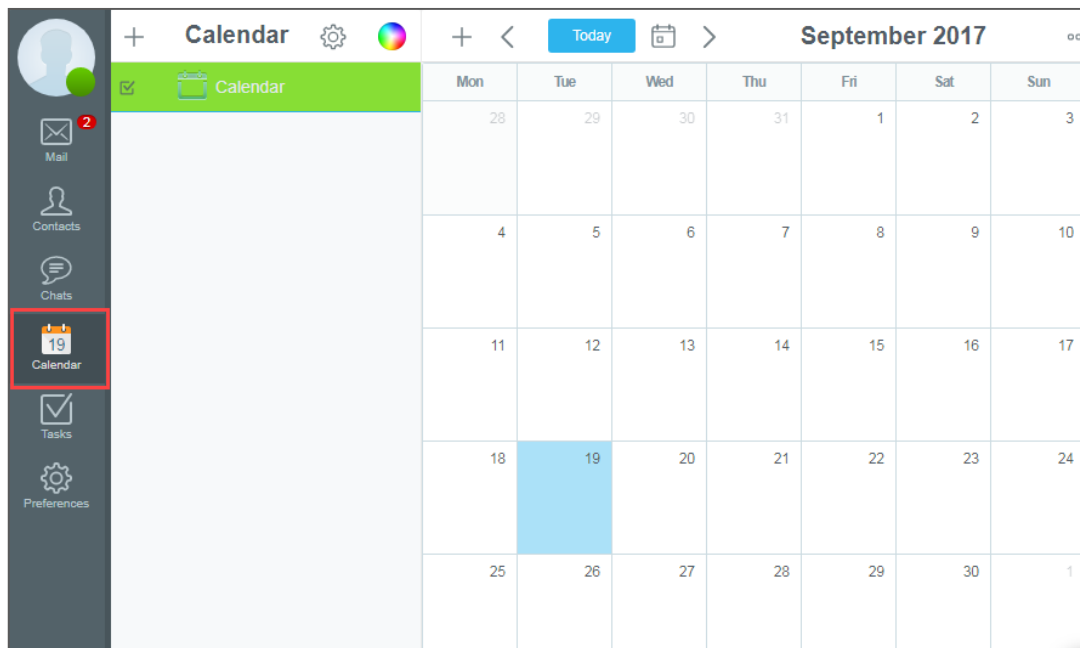 Calendar
Today
September 2017
Calendar
Mon Tue Wed Thu Fri Sat Sun
28 29 30 31 1 2 3
4 5 6 7 8 9 10
11 12 13 14 15 16 17
18 19 20 21 22 23 24
25 26 27 28 29 30 1
2
Mail
Contacts
Chats
19
Calendar
Tasks
Preferences